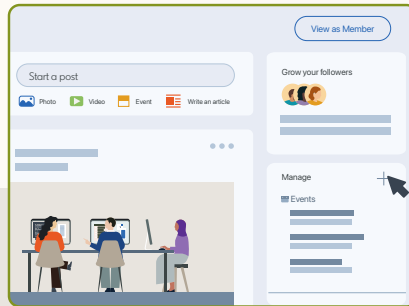 View as Member
Start a post
Photo Video Event Write an article
Grow your followers
Manage
Events